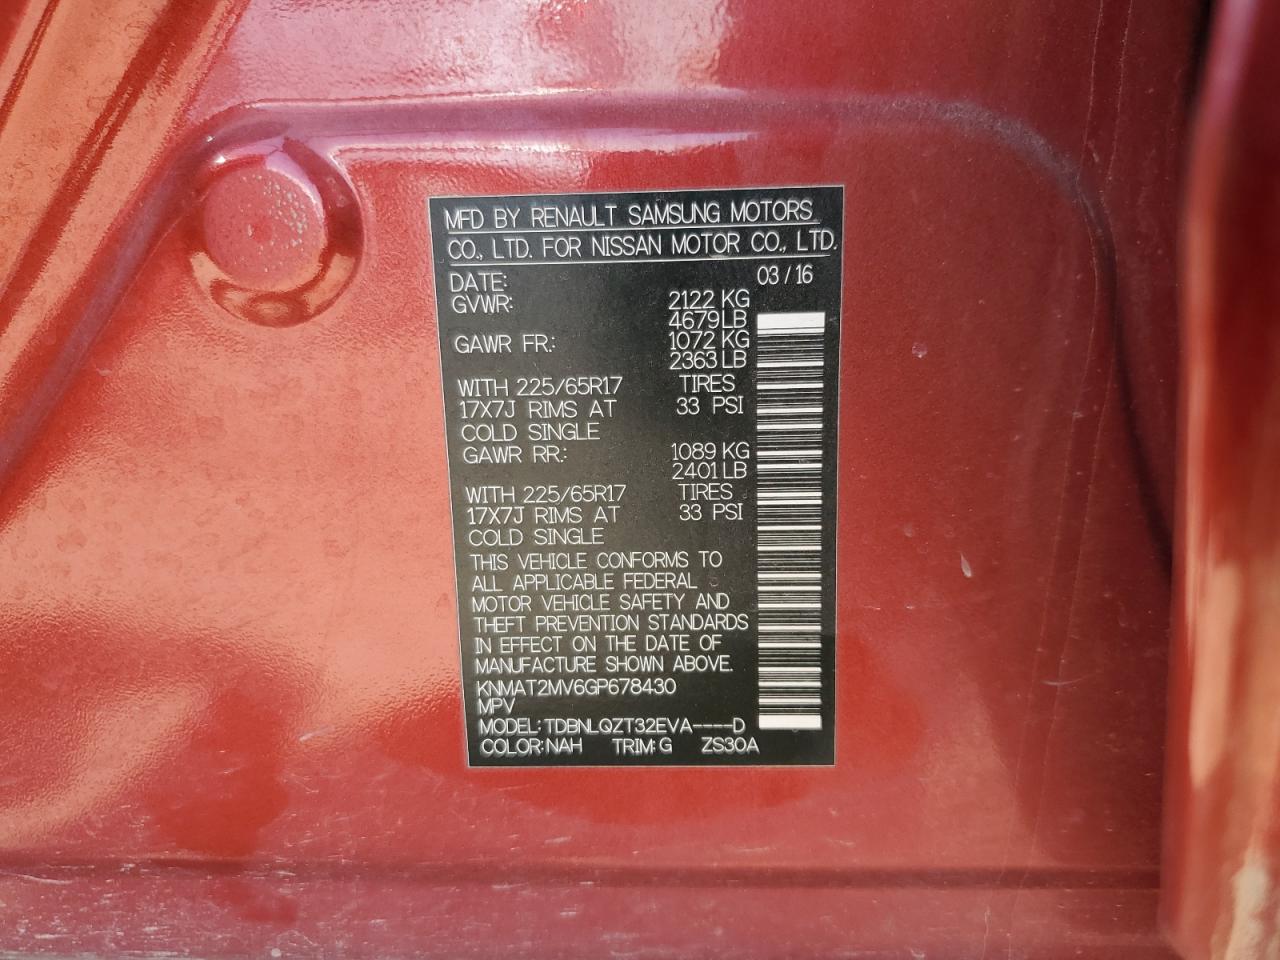 MFD BY RENAULT SAMSUNG MOTORS
CO., LTD. FOR NISSAN MOTOR CO., LTD.
DATE: 03 / 16
GVWR: 2122 KG
4679 LB
GAWR FR.: 1072 KG
2363 LB
WITH 225/65R17 TIRES
17X7J RIMS AT 33 PSI
COLD SINGLE
GAWR RR.: 1089 KG
2401 LB
WITH 225/65R17 TIRES
17X7J RIMS AT 33 PSI
COLD SINGLE
THIS VEHICLE CONFORMS TO
ALL APPLICABLE FEDERAL
MOTOR VEHICLE SAFETY AND
THEFT PREVENTION STANDARDS
IN EFFECT ON THE DATE OF
MANUFACTURE SHOWN ABOVE.
KNMAT2MV6GP678430
MPV
MODEL: TDBNLQZT32EVA----D
COLOR: NAH TRIM: G ZS30A